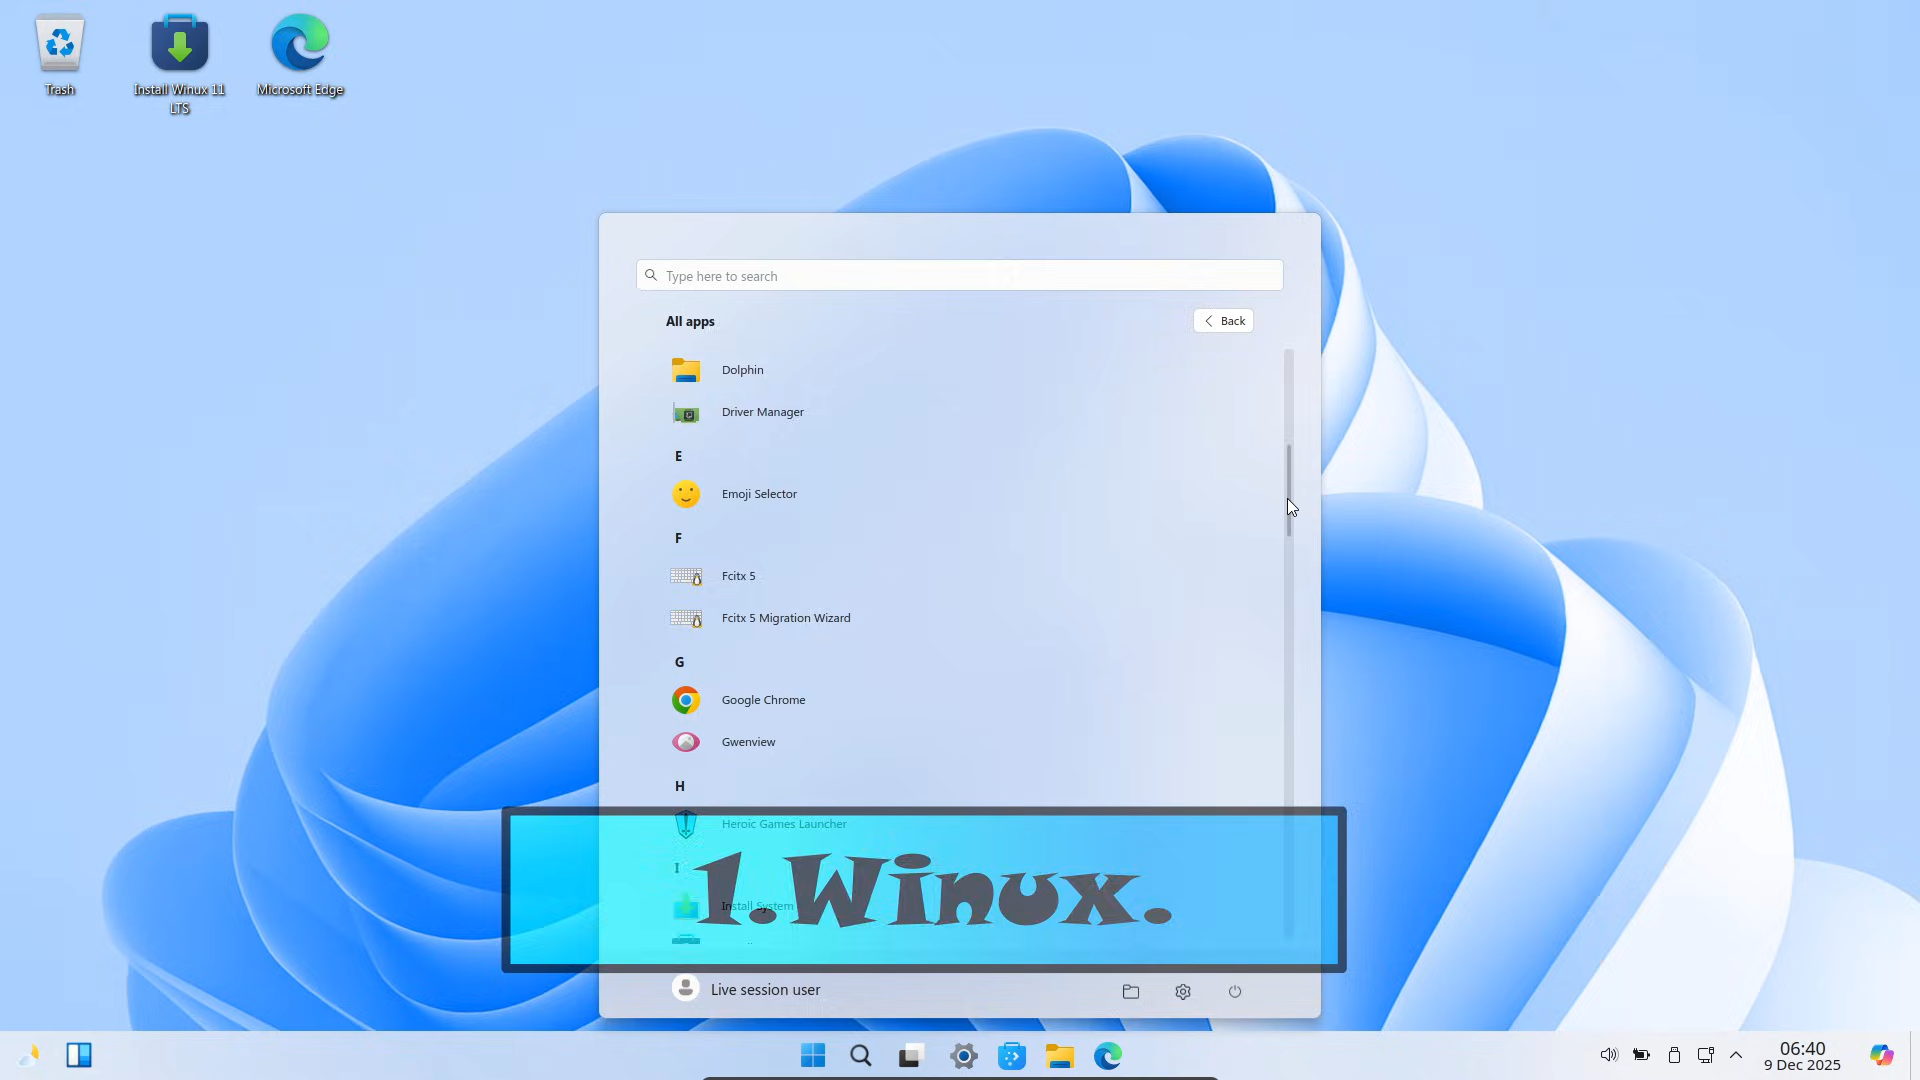 Trash
Install Winux 11
LTS
Microsoft Edge
Type here to search
All apps
Back
Dolphin
Driver Manager
E
Emoji Selector
F
Fcitx 5
Fcitx 5 Migration Wizard
G
Google Chrome
Gwenview
H
Heroic Games Launcher
I
Install System
1.Winux.
Live session user
06:40
9 Dec 2025